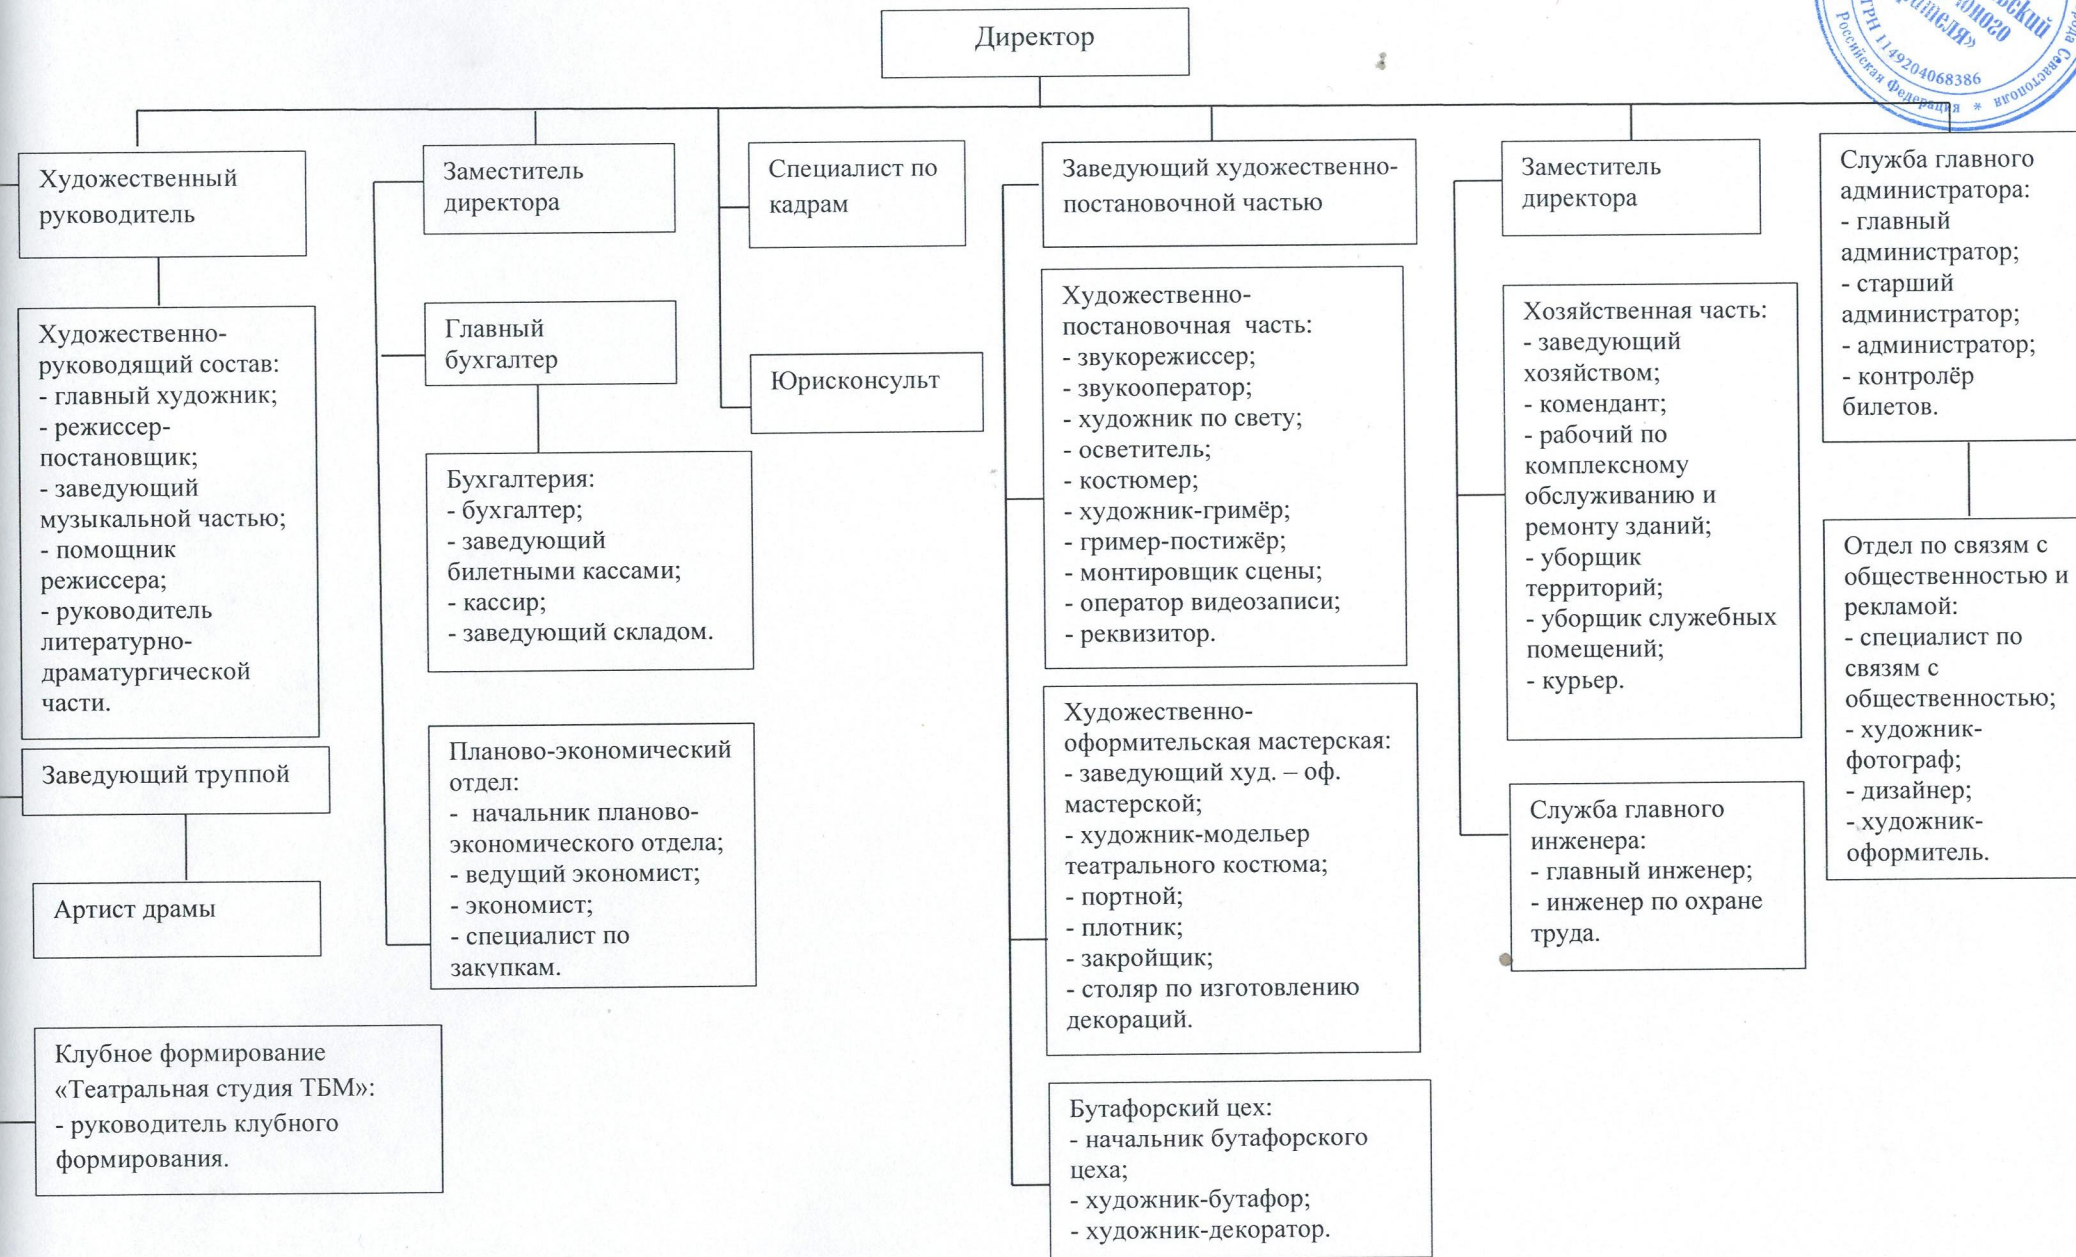 Директор
ГРН 1149204068386
Российская Федерация *
Художественный
руководитель
Художественно-
руководящий состав:
- главный художник;
- режиссер-
постановщик;
- заведующий
музыкальной частью;
- помощник
режиссера;
- руководитель
литературно-
драматургической
части.
Заведующий труппой
Артист драмы
Клубное формирование
«Театральная студия ТБМ»:
- руководитель клубного
формирования.
Заместитель
директора
Главный
бухгалтер
Бухгалтерия:
- бухгалтер;
- заведующий
билетными кассами;
- кассир;
- заведующий складом.
Планово-экономический
отдел:
- начальник планово-
экономического отдела;
- ведущий экономист;
- экономист;
- специалист по
закупкам.
Специалист по
кадрам
Юрисконсульт
Заведующий художественно-
постановочной частью
Художественно-
постановочная часть:
- звукорежиссер;
- звукооператор;
- художник по свету;
- осветитель;
- костюмер;
- художник-гримёр;
- гример-постижёр;
- монтировщик сцены;
- оператор видеозаписи;
- реквизитор.
Художественно-
оформительская мастерская:
- заведующий худ. – оф.
мастерской;
- художник-модельер
театрального костюма;
- портной;
- плотник;
- закройщик;
- столяр по изготовлению
декораций.
Бутафорский цех:
- начальник бутафорского
цеха;
- художник-бутафор;
- художник-декоратор.
Заместитель
директора
Хозяйственная часть:
- заведующий
хозяйством;
- комендант;
- рабочий по
комплексному
обслуживанию и
ремонту зданий;
- уборщик
территорий;
- уборщик служебных
помещений;
- курьер.
Служба главного
инженера:
- главный инженер;
- инженер по охране
труда.
Служба главного
администратора:
- главный
администратор;
- старший
администратор;
- администратор;
- контролёр
билетов.
Отдел по связям с
общественностью и
рекламой:
- специалист по
связям с
общественностью;
- художник-
фотограф;
- дизайнер;
- художник-
оформитель.